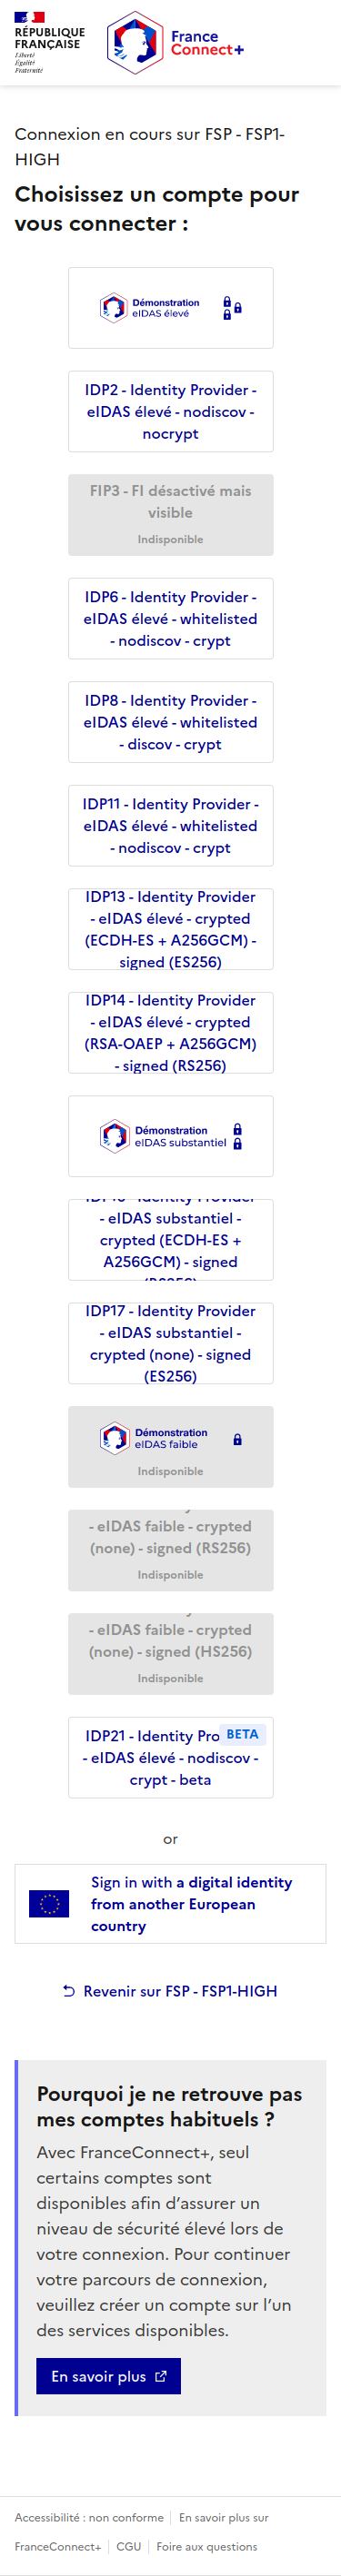 RÉPUBLIQUE
FRANÇAISE
Liberté
Égalité
Fraternité
France
Connect+
Connexion en cours sur FSP - FSP1-
HIGH
Choisissez un compte pour
vous connecter :
Démonstration
eIDAS élevé
IDP2 - Identity Provider -
eIDAS élevé - nodiscov -
nocrypt
FIP3 - FI désactivé mais
visible
Indisponible
IDP6 - Identity Provider -
eIDAS élevé - whitelisted
- nodiscov - crypt
IDP8 - Identity Provider -
eIDAS élevé - whitelisted
- discov - crypt
IDP11 - Identity Provider -
eIDAS élevé - whitelisted
- nodiscov - crypt
IDP13 - Identity Provider
- eIDAS élevé - crypted
(ECDH-ES + A256GCM) -
signed (ES256)
IDP14 - Identity Provider
- eIDAS élevé - crypted
(RSA-OAEP + A256GCM)
- signed (RS256)
Démonstration
eIDAS substantiel
- Identity Provider
- eIDAS substantiel -
crypted (ECDH-ES +
A256GCM) - signed
IDP17 - Identity Provider
- eIDAS substantiel -
crypted (none) - signed
(ES256)
Démonstration
eIDAS faible
Indisponible
- eIDAS faible - crypted
(none) - signed (RS256)
Indisponible
- eIDAS faible - crypted
(none) - signed (HS256)
Indisponible
IDP21 - Identity Pro BETA
- eIDAS élevé - nodiscov -
crypt - beta
or
Sign in with a digital identity
from another European
country
Revenir sur FSP - FSP1-HIGH
Pourquoi je ne retrouve pas
mes comptes habituels ?
Avec FranceConnect+, seul
certains comptes sont
disponibles afin d’assurer un
niveau de sécurité élevé lors de
votre connexion. Pour continuer
votre parcours de connexion,
veuillez créer un compte sur l’un
des services disponibles.
En savoir plus
Accessibilité : non conforme En savoir plus sur
FranceConnect+ CGU Foire aux questions